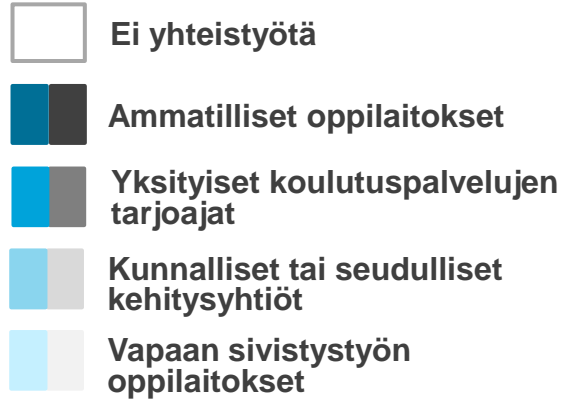 Ei yhteistyötä
Ammatilliset oppilaitokset
Yksityiset koulutuspalvelujen
tarjoajat
Kunnalliset tai seudulliset
kehitysyhtiöt
Vapaan sivistystyön
oppilaitokset